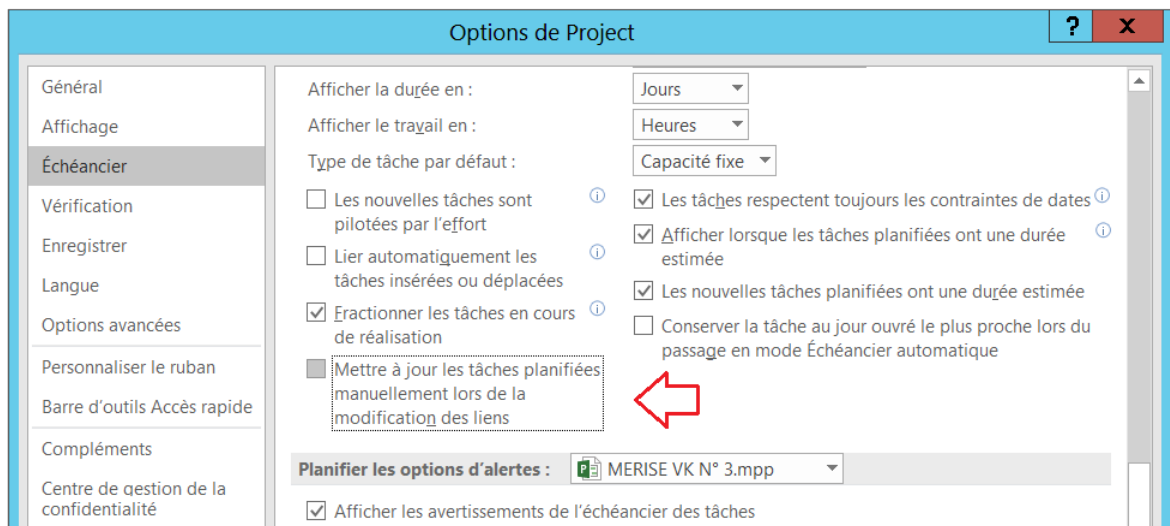 Options de Project
?
X
Général
Affichage
Échéancier
Vérification
Enregistrer
Langue
Options avancées
Personnaliser le ruban
Barre d'outils Accès rapide
Compléments
Centre de gestion de la
confidentialité
Afficher la durée en :
Jours
Afficher le travail en :
Heures
Type de tâche par défaut :
Capacité fixe
Les nouvelles tâches sont
pilotées par l'effort
Lier automatiquement les
tâches insérées ou déplacées
Fractionner les tâches en cours
de réalisation
Mettre à jour les tâches planifiées
manuellement lors de la
modification des liens
Les tâches respectent toujours les contraintes de dates
Afficher lorsque les tâches planifiées ont une durée
estimée
Les nouvelles tâches planifiées ont une durée estimée
Conserver la tâche au jour ouvré le plus proche lors du
passage en mode Échéancier automatique
Planifier les options d'alertes :
MERISE VK N° 3.mpp
Afficher les avertissements de l'échéancier des tâches